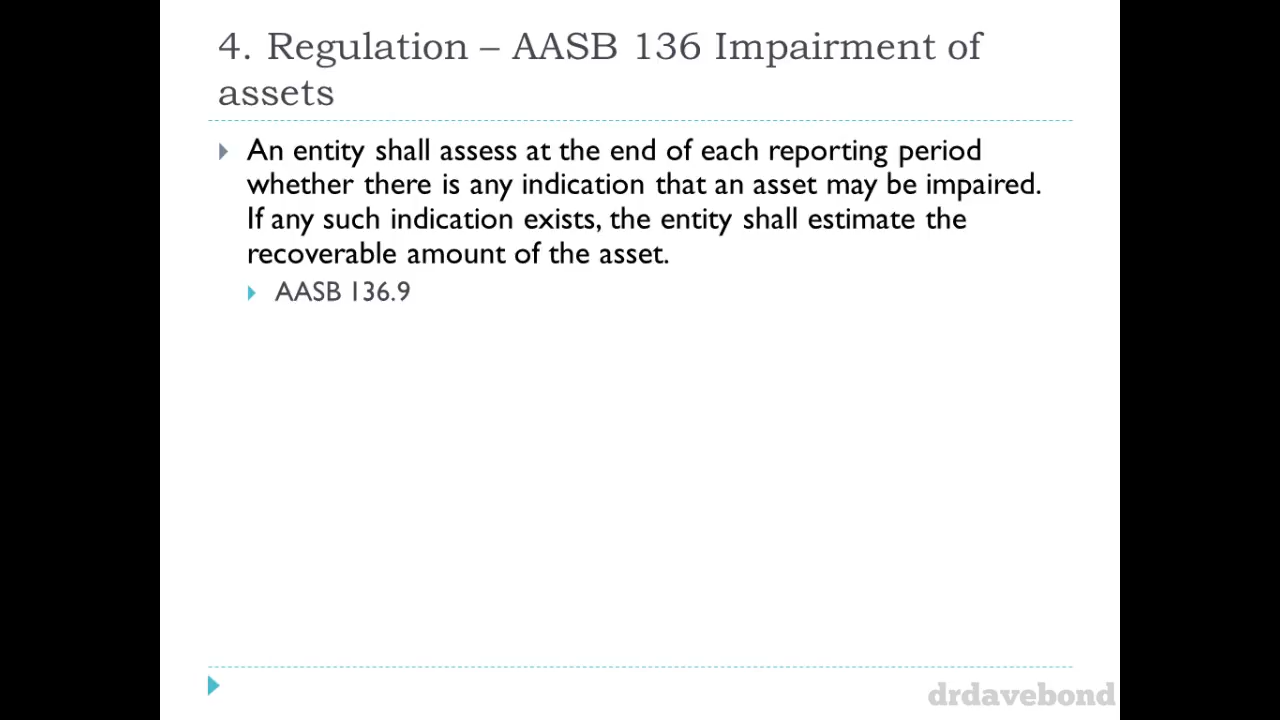 4. Regulation – AASB 136 Impairment of
assets
An entity shall assess at the end of each reporting period
whether there is any indication that an asset may be impaired.
If any such indication exists, the entity shall estimate the
recoverable amount of the asset.
AASB 136.9
drdavebond